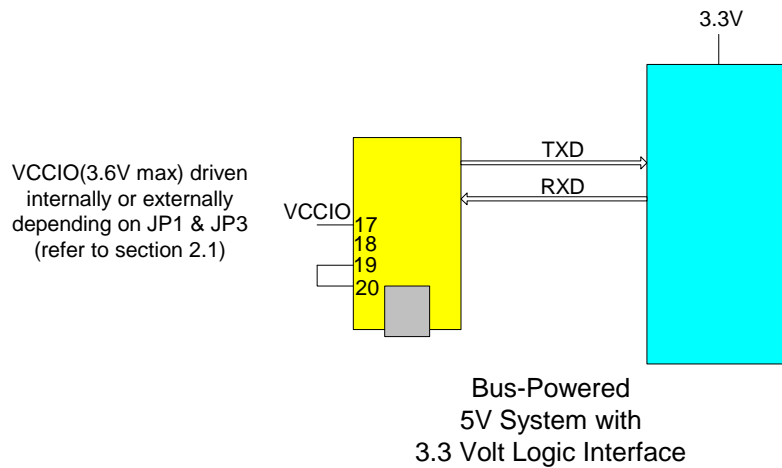 3.3V
TXD
RXD
VCCIO(3.6V max) driven
internally or externally
depending on JP1 & JP3
(refer to section 2.1)
VCCIO
17
18
19
20
Bus-Powered
5V System with
3.3 Volt Logic Interface